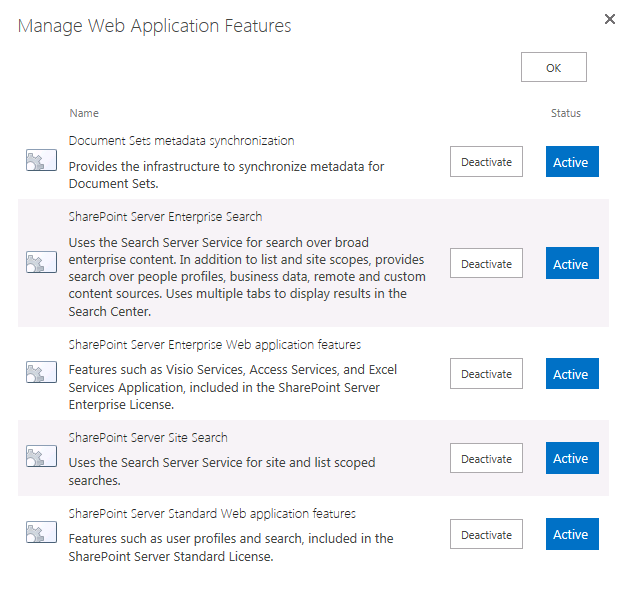 Manage Web Application Features
OK
Name
Status
Document Sets metadata synchronization
Provides the infrastructure to synchronize metadata for
Document Sets.
Deactivate
Active
SharePoint Server Enterprise Search
Uses the Search Server Service for search over broad
enterprise content. In addition to list and site scopes, provides
search over people profiles, business data, remote and custom
content sources. Uses multiple tabs to display results in the
Search Center.
Deactivate
Active
SharePoint Server Enterprise Web application features
Features such as Visio Services, Access Services, and Excel
Services Application, included in the SharePoint Server
Enterprise License.
Deactivate
Active
SharePoint Server Site Search
Uses the Search Server Service for site and list scoped
searches.
Deactivate
Active
SharePoint Server Standard Web application features
Features such as user profiles and search, included in the
SharePoint Server Standard License.
Deactivate
Active